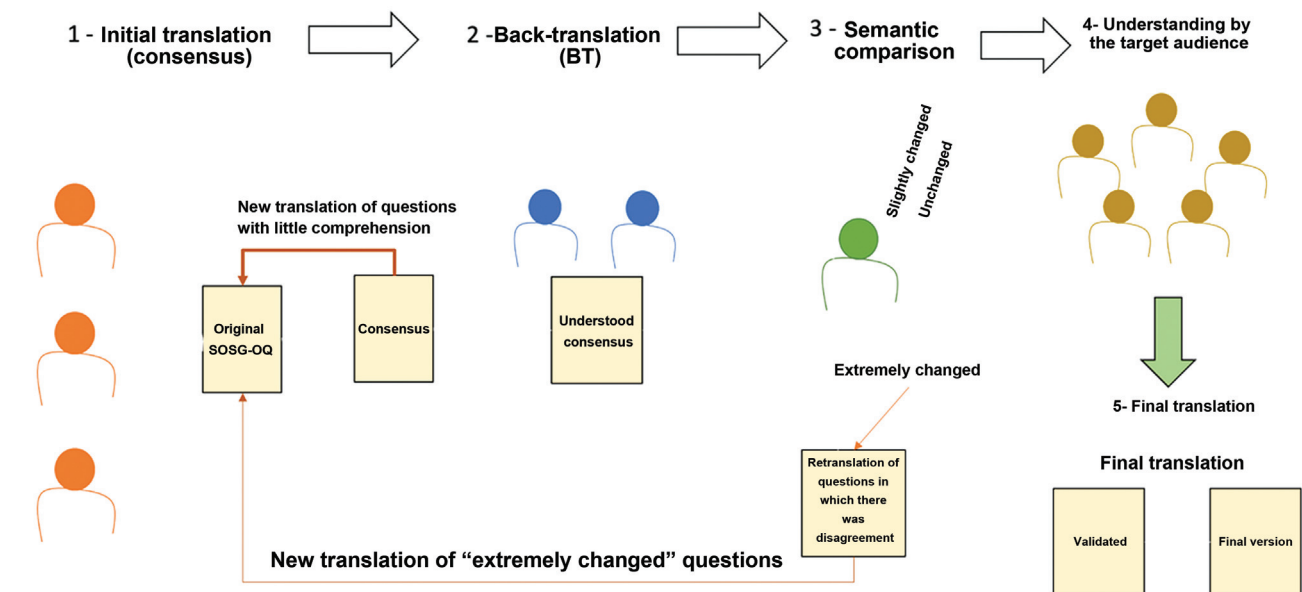 1 - Initial translation
(consensus)
2 -Back-translation
(BT)
3 - Semantic
comparison
4- Understanding by
the target audience
Slightly changed
Unchanged
New translation of questions
with little comprehension
Original
SOSG-OQ
Consensus
Understood
consensus
Extremely changed
Retranslation of
questions in
which there
was
disagreement
New translation of “extremely changed” questions
5- Final translation
Final translation
Validated
Final version